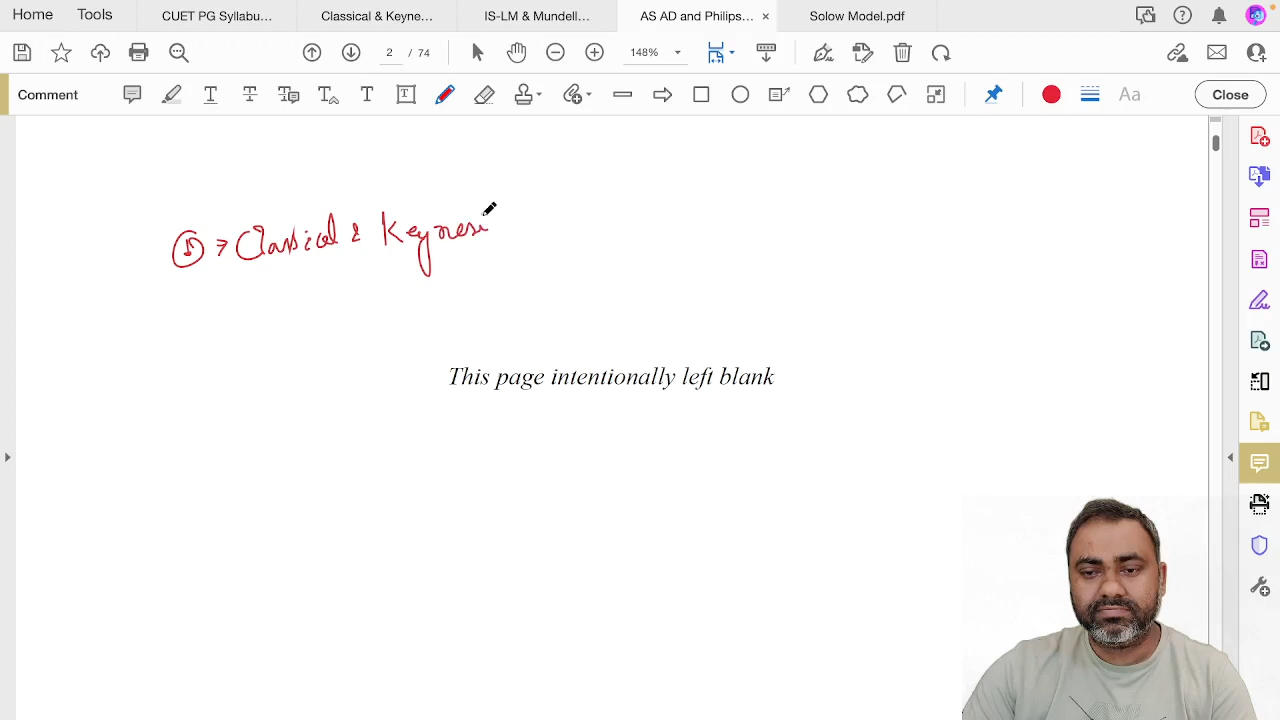 Home Tools CUET PG Syllabu... Classical & Keyne... IS-LM & Mundell... AS AD and Philips... × Solow Model.pdf
2 / 74 148%
Comment Aa Close
⇒ Classical & Keynesi
This page intentionally left blank